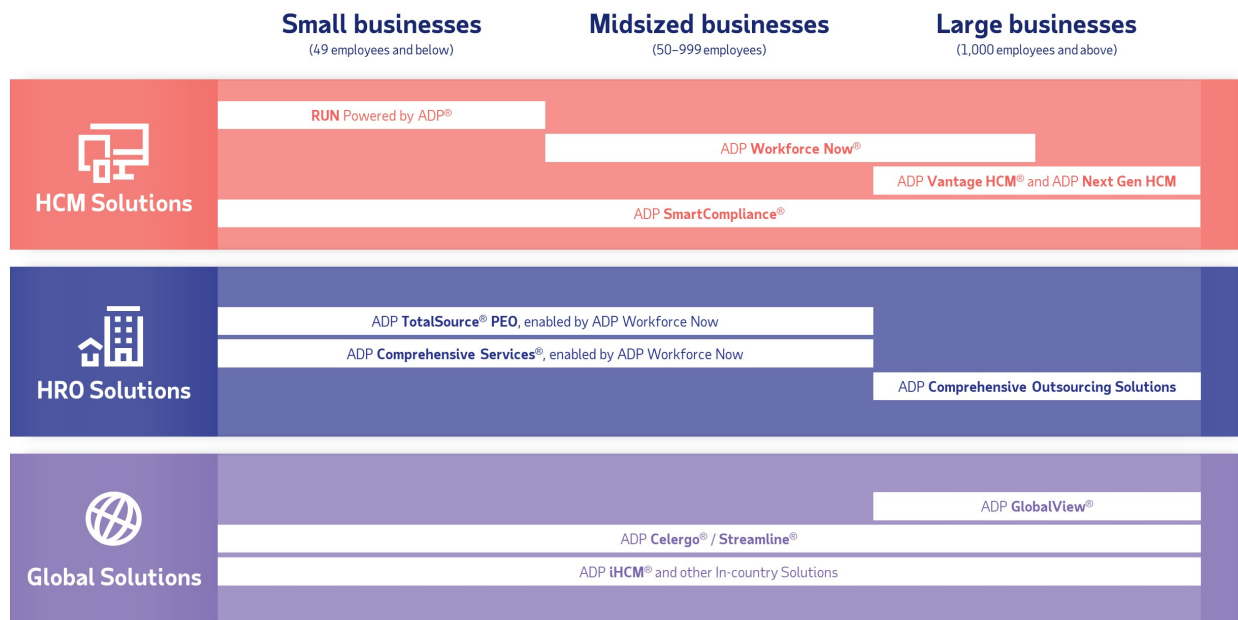 Small businesses
(49 employees and below)
Midsized businesses
(50–999 employees)
Large businesses
(1,000 employees and above)
HCM Solutions
RUN Powered by ADP®
ADP Workforce Now®
ADP Vantage HCM® and ADP Next Gen HCM
ADP SmartCompliance®
HRO Solutions
ADP TotalSource® PEO, enabled by ADP Workforce Now
ADP Comprehensive Services®, enabled by ADP Workforce Now
ADP Comprehensive Outsourcing Solutions
Global Solutions
ADP GlobalView®
ADP Celergo® / Streamline®
ADP iHCM® and other In-country Solutions